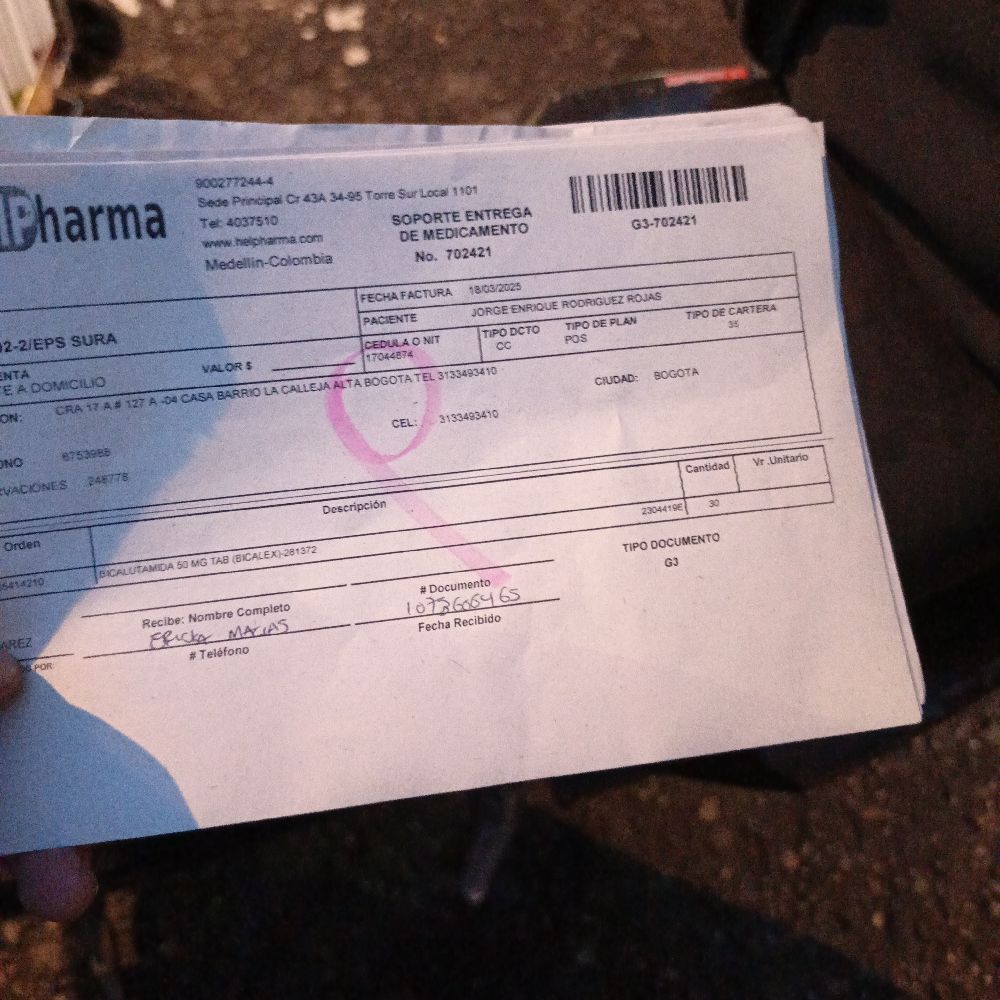 Pharma
900277244-4
Sede Principal Cr 43A 34-95 Torre Sur Local 1101
Tel: 4037510
www.helpharma.com
Medellin-Colombia
SOPORTE ENTREGA
DE MEDICAMENTO
No. 702421
G3-702421
2-2/EPS SURA
FECHA FACTURA 18/03/2025
PACIENTE JORGE ENRIQUE RODRIGUEZ ROJAS
CEDULA O NIT
17044874
TIPO DCTO
CC
TIPO DE PLAN
POS
TIPO DE CARTERA
35
ENTA VALOR $
E A DOMICILIO
ON: CRA 17 A # 127 A -04 CASA BARRIO LA CALLEJA ALTA BOGOTA TEL 3133493410
CEL: 3133493410
CIUDAD: BOGOTA
ONO 6753988
VACIONES 248778
Orden Descripción Cantidad Vr .Unitario
5414210 BICALUTAMIDA 50 MG TAB (BICALEX)-281372 2304419E 30
AREZ
POR:
Recibe: Nombre Completo
# Documento
TIPO DOCUMENTO
G3
# Teléfono
Fecha Recibido